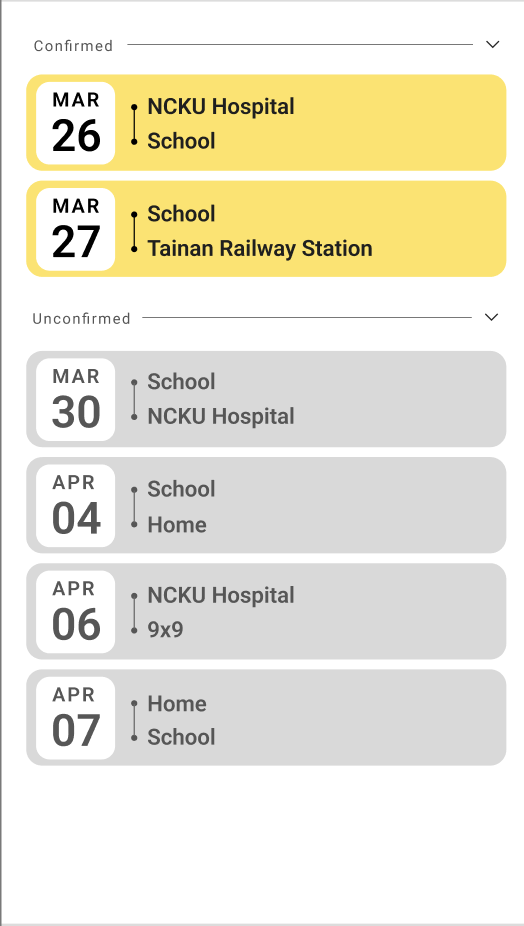 Confirmed
MAR
26
NCKU Hospital
School
MAR
27
School
Tainan Railway Station
Unconfirmed
MAR
30
School
NCKU Hospital
APR
04
School
Home
APR
06
NCKU Hospital
9x9
APR
07
Home
School